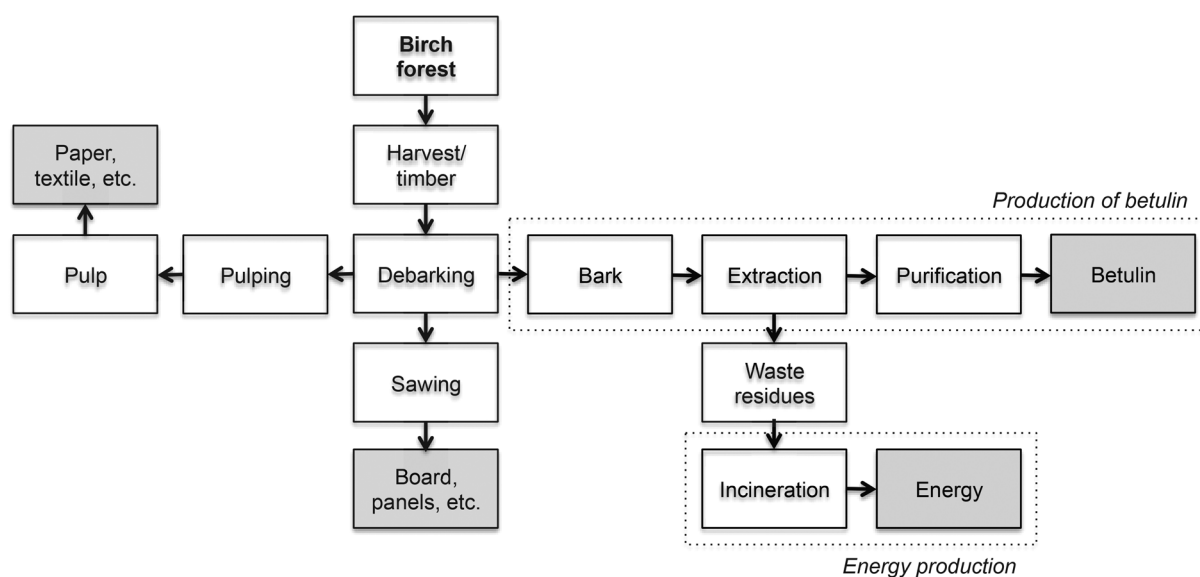 Birch
forest
Harvest/
timber
Paper,
textile, etc.
Production of betulin
Pulp
Pulping
Debarking
Bark
Extraction
Purification
Betulin
Sawing
Waste
residues
Board,
panels, etc.
Incineration
Energy
Energy production